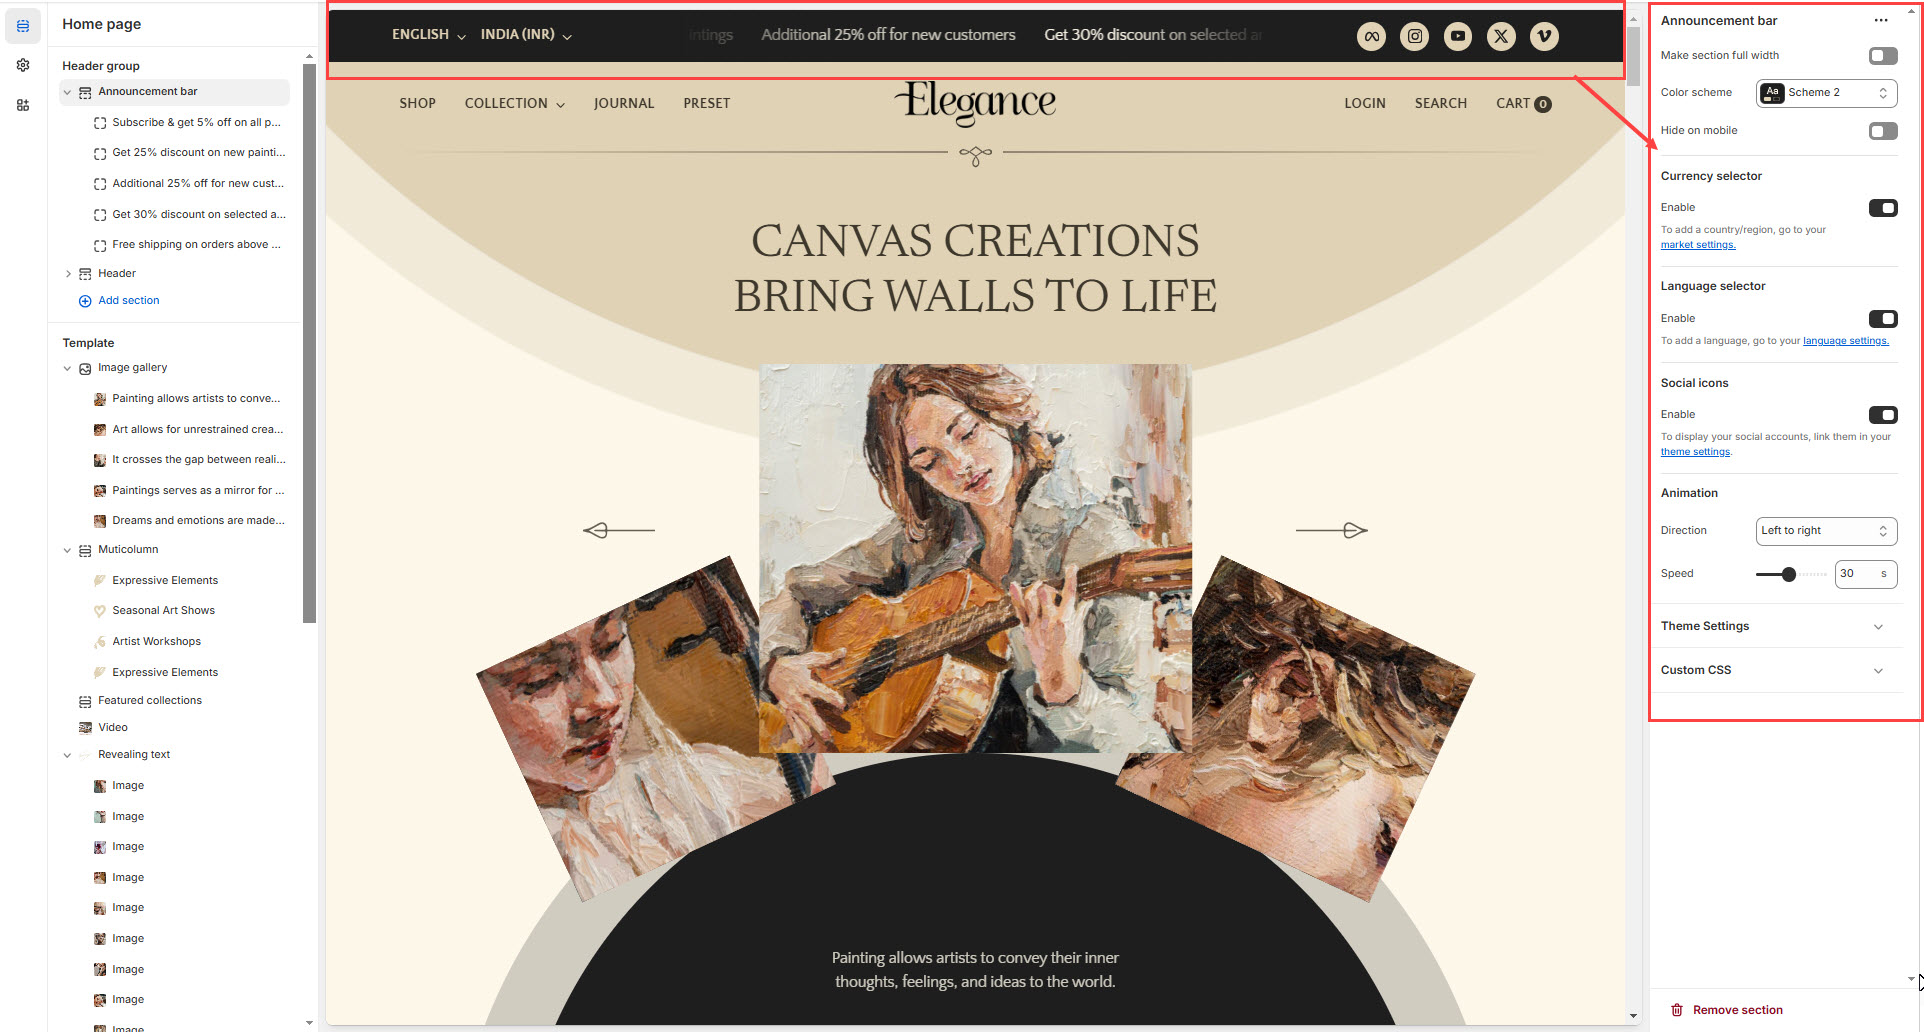 Home page
Header group
Announcement bar
Subscribe & get 5% off on all p...
Get 25% discount on new painti...
Additional 25% off for new cust...
Get 30% discount on selected a...
Free shipping on orders above ...
Header
Add section
Template
Image gallery
Painting allows artists to conve...
Art allows for unrestrained crea...
It crosses the gap between reali...
Paintings serves as a mirror for ...
Dreams and emotions are made...
Muticolumn
Expressive Elements
Seasonal Art Shows
Artist Workshops
Expressive Elements
Featured collections
Video
Revealing text
Image
Image
Image
Image
Image
Image
Image
Image
Image
ENGLISH INDIA (INR) intings Additional 25% off for new customers Get 30% discount on selected ar
SHOP COLLECTION JOURNAL PRESET Elegance LOGIN SEARCH CART 0
CANVAS CREATIONS
BRING WALLS TO LIFE
Painting allows artists to convey their inner
thoughts, feelings, and ideas to the world.
Announcement bar
Make section full width
Color scheme Aa Scheme 2
Hide on mobile
Currency selector
Enable
To add a country/region, go to your
market settings.
Language selector
Enable
To add a language, go to your language settings.
Social icons
Enable
To display your social accounts, link them in your
theme settings.
Animation
Direction Left to right
Speed 30 s
Theme Settings
Custom CSS
Remove section